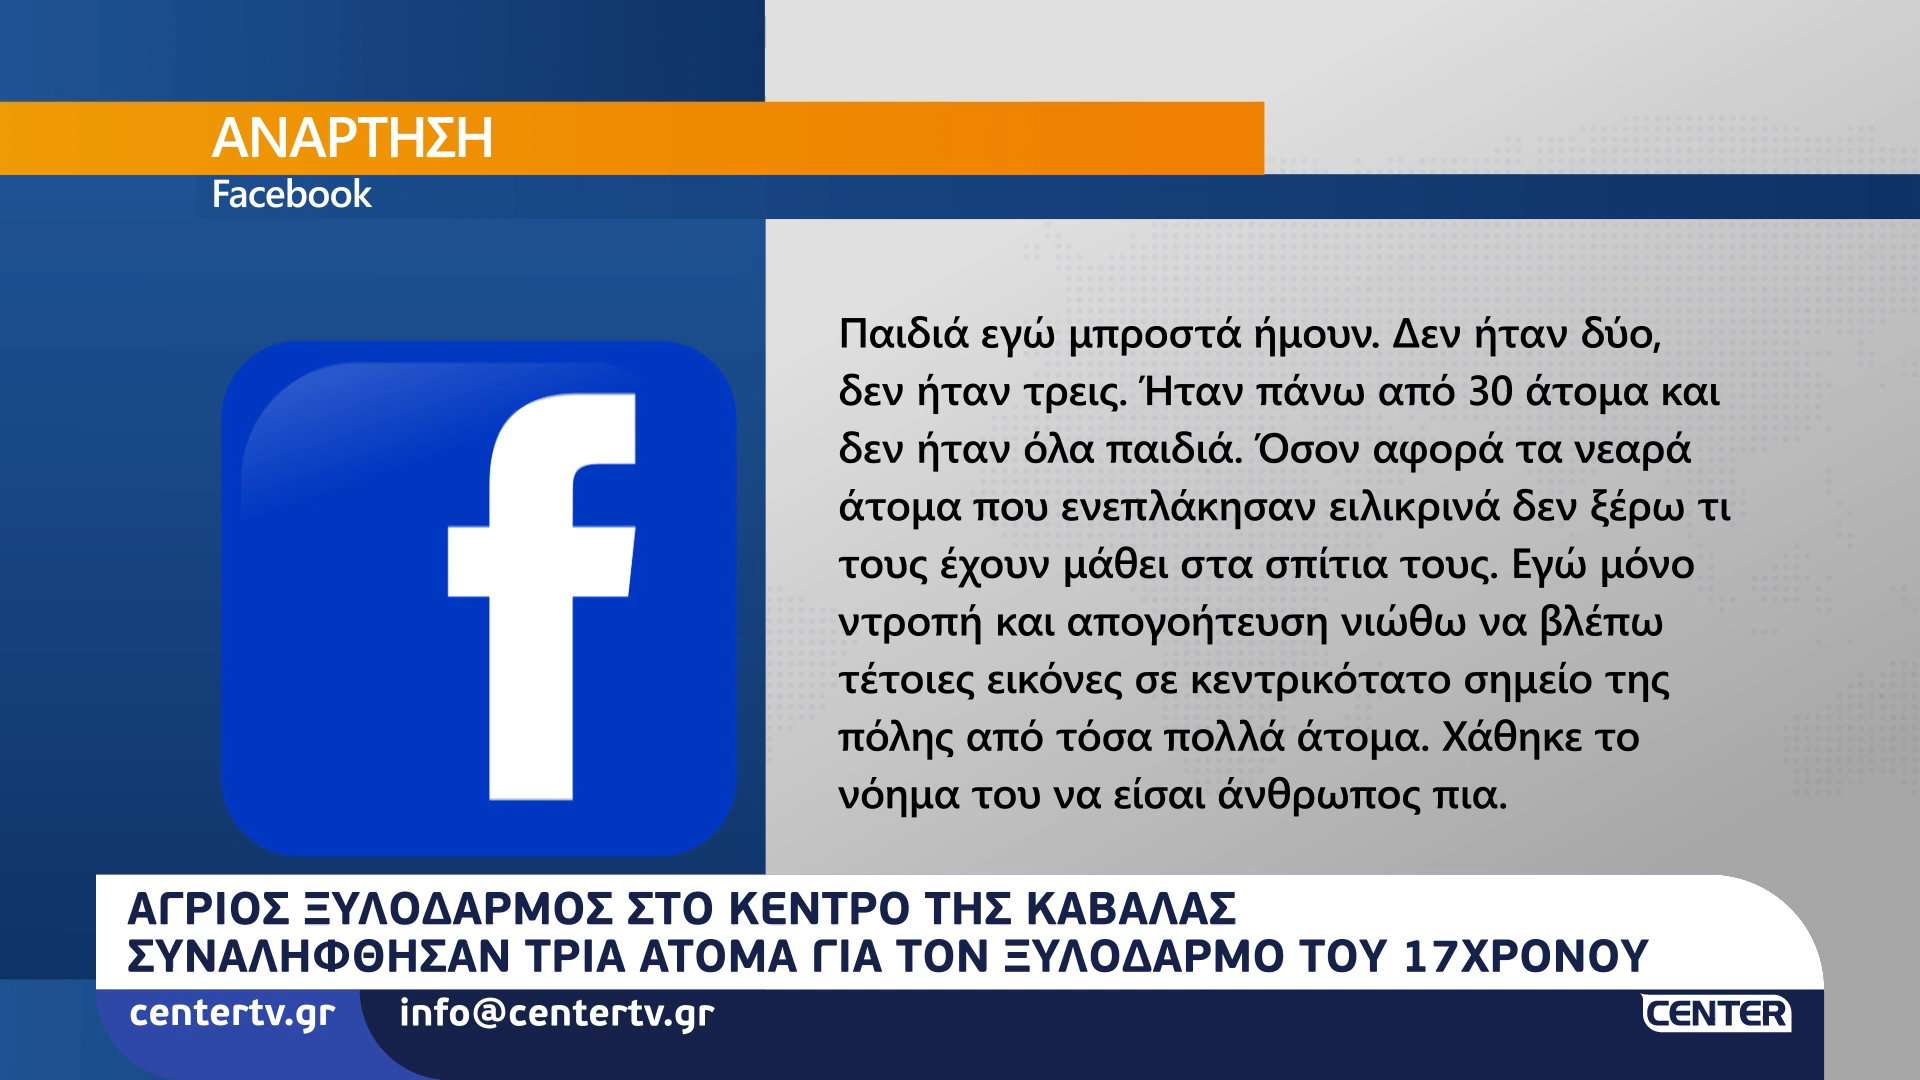 ΑΝΑΡΤΗΣΗ
Facebook
Παιδιά εγώ μπροστά ήμουν. Δεν ήταν δύο,
δεν ήταν τρεις. Ήταν πάνω από 30 άτομα και
δεν ήταν όλα παιδιά. Όσον αφορά τα νεαρά
άτομα που ενεπλάκησαν ειλικρινά δεν ξέρω τι
τους έχουν μάθει στα σπίτια τους. Εγώ μόνο
ντροπή και απογοήτευση νιώθω να βλέπω
τέτοιες εικόνες σε κεντρικότατο σημείο της
πόλης από τόσα πολλά άτομα. Χάθηκε το
νόημα του να είσαι άνθρωπος πια.
ΑΓΡΙΟΣ ΞΥΛΟΔΑΡΜΟΣ ΣΤΟ ΚΕΝΤΡΟ ΤΗΣ ΚΑΒΑΛΑΣ
ΣΥΝΑΛΗΦΘΗΣΑΝ ΤΡΙΑ ΑΤΟΜΑ ΓΙΑ ΤΟΝ ΞΥΛΟΔΑΡΜΟ ΤΟΥ 17ΧΡΟΝΟΥ
centertv.gr info@centertv.gr CENTER